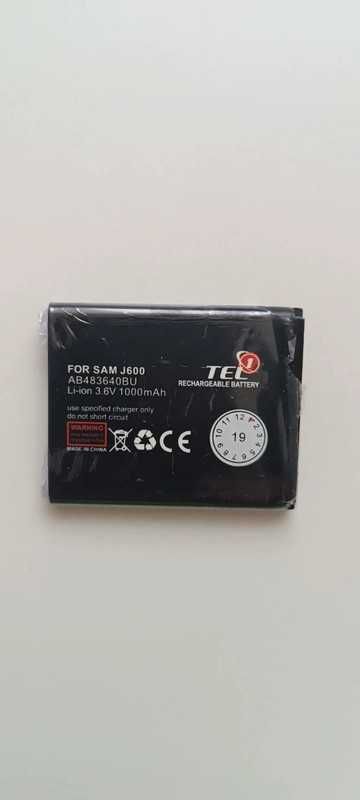 FOR SAM J600
AB483640BU
Li-ion 3.6V 1000mAh
use specified charger only
do not short circuit
WARNING
MADE IN CHINA
CE
TEL1
RECHARGEABLE BATTERY
12 2 3 4 5 6 7 8 9 10 11
19